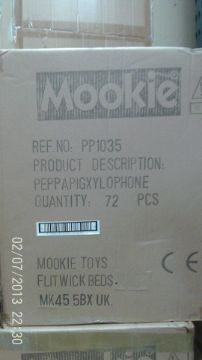 Mookie
REF NO: PP1035
PRODUCT DESCRIPTION:
PEPPAPIGXYLOPHONE
QUANTITY: 72 PCS
MOOKIE TOYS
FLITWICK BEDS.
MK45 5BX UK
02/07/2013 22:30